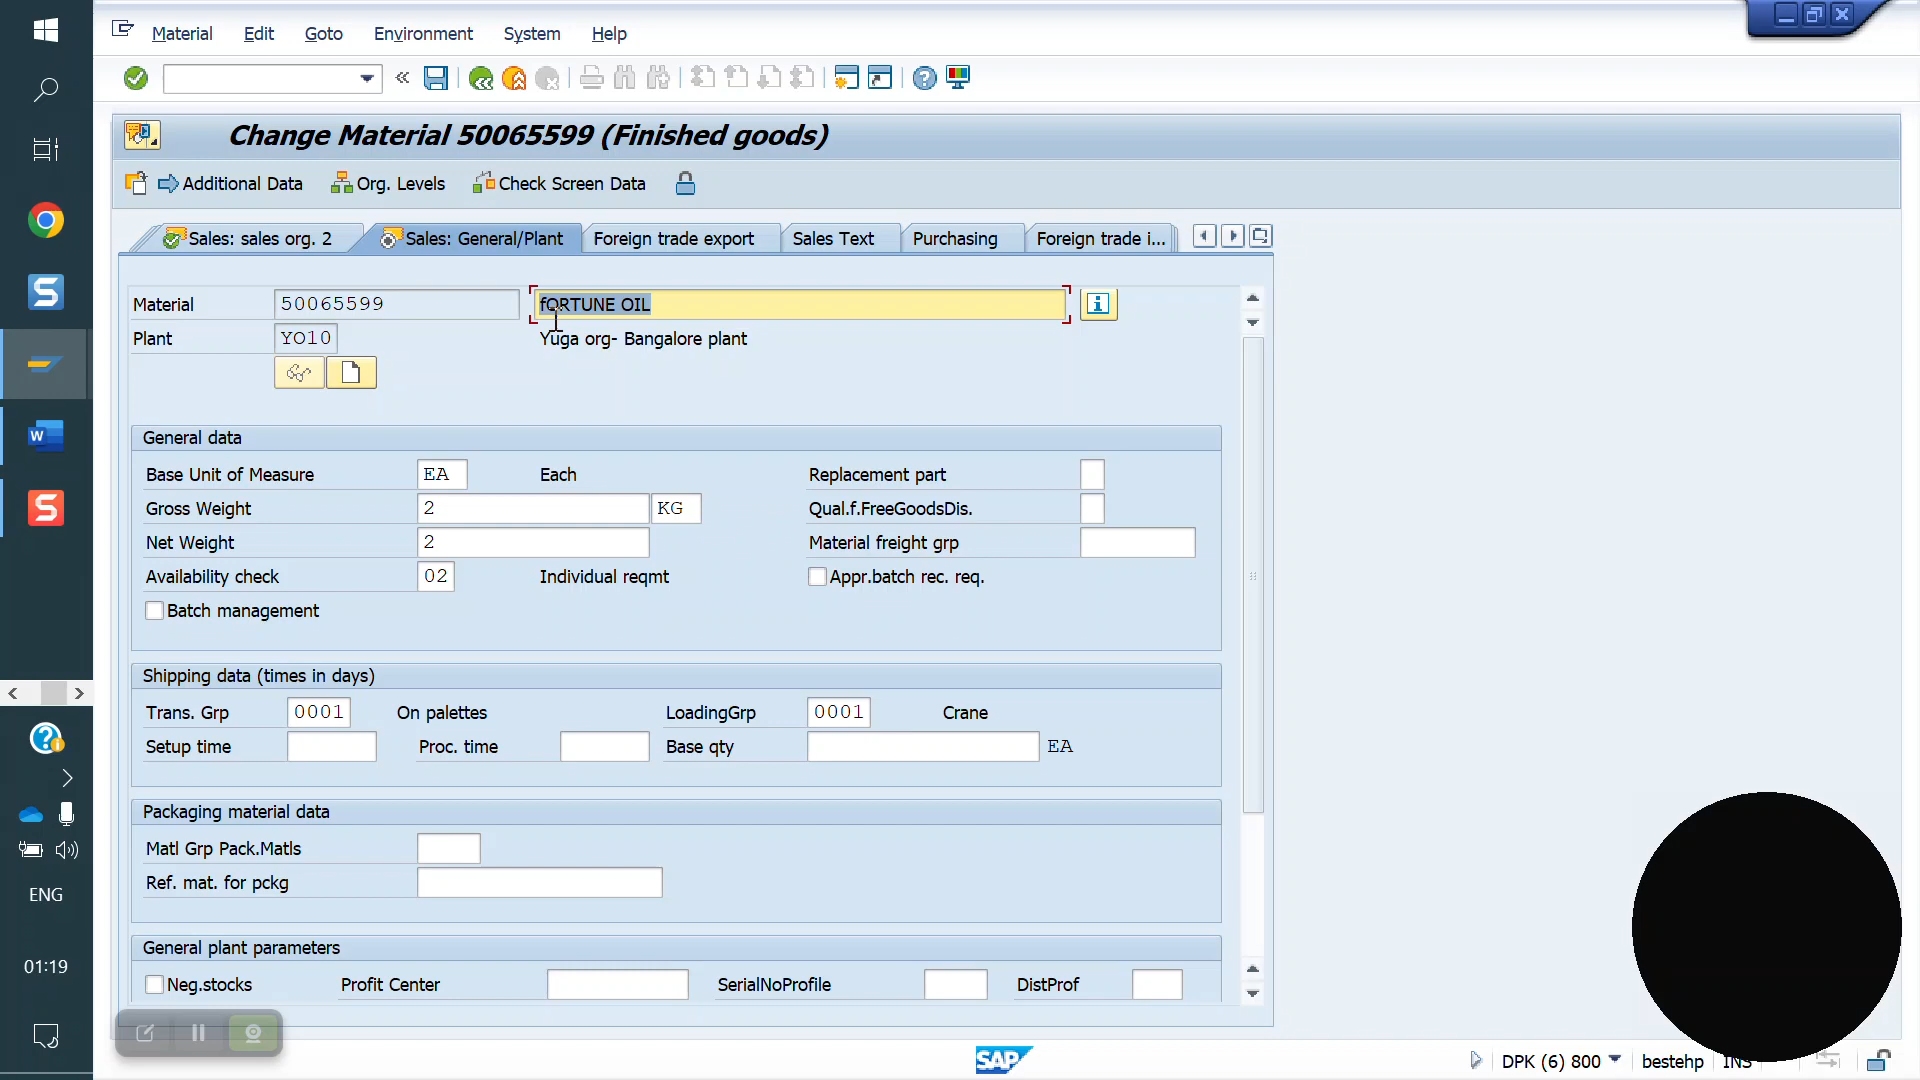 Material Edit Goto Environment System Help
Change Material 50065599 (Finished goods)
Additional Data Org. Levels Check Screen Data
Sales: sales org. 2 Sales: General/Plant Foreign trade export Sales Text Purchasing Foreign trade i...
Material 50065599 fORTUNE OIL
Plant YO10 Yuga org- Bangalore plant
General data
Base Unit of Measure EA Each Replacement part
Gross Weight 2 KG Qual.f.FreeGoodsDis.
Net Weight 2 Material freight grp
Availability check 02 Individual reqmt Appr.batch rec. req.
Batch management
Shipping data (times in days)
Trans. Grp 0001 On palettes LoadingGrp 0001 Crane
Setup time Proc. time Base qty EA
Packaging material data
Matl Grp Pack.Matls
Ref. mat. for pckg
General plant parameters
Neg.stocks Profit Center SerialNoProfile DistProf
SAP DPK (6) 800 bestehp INS
ENG
01:19